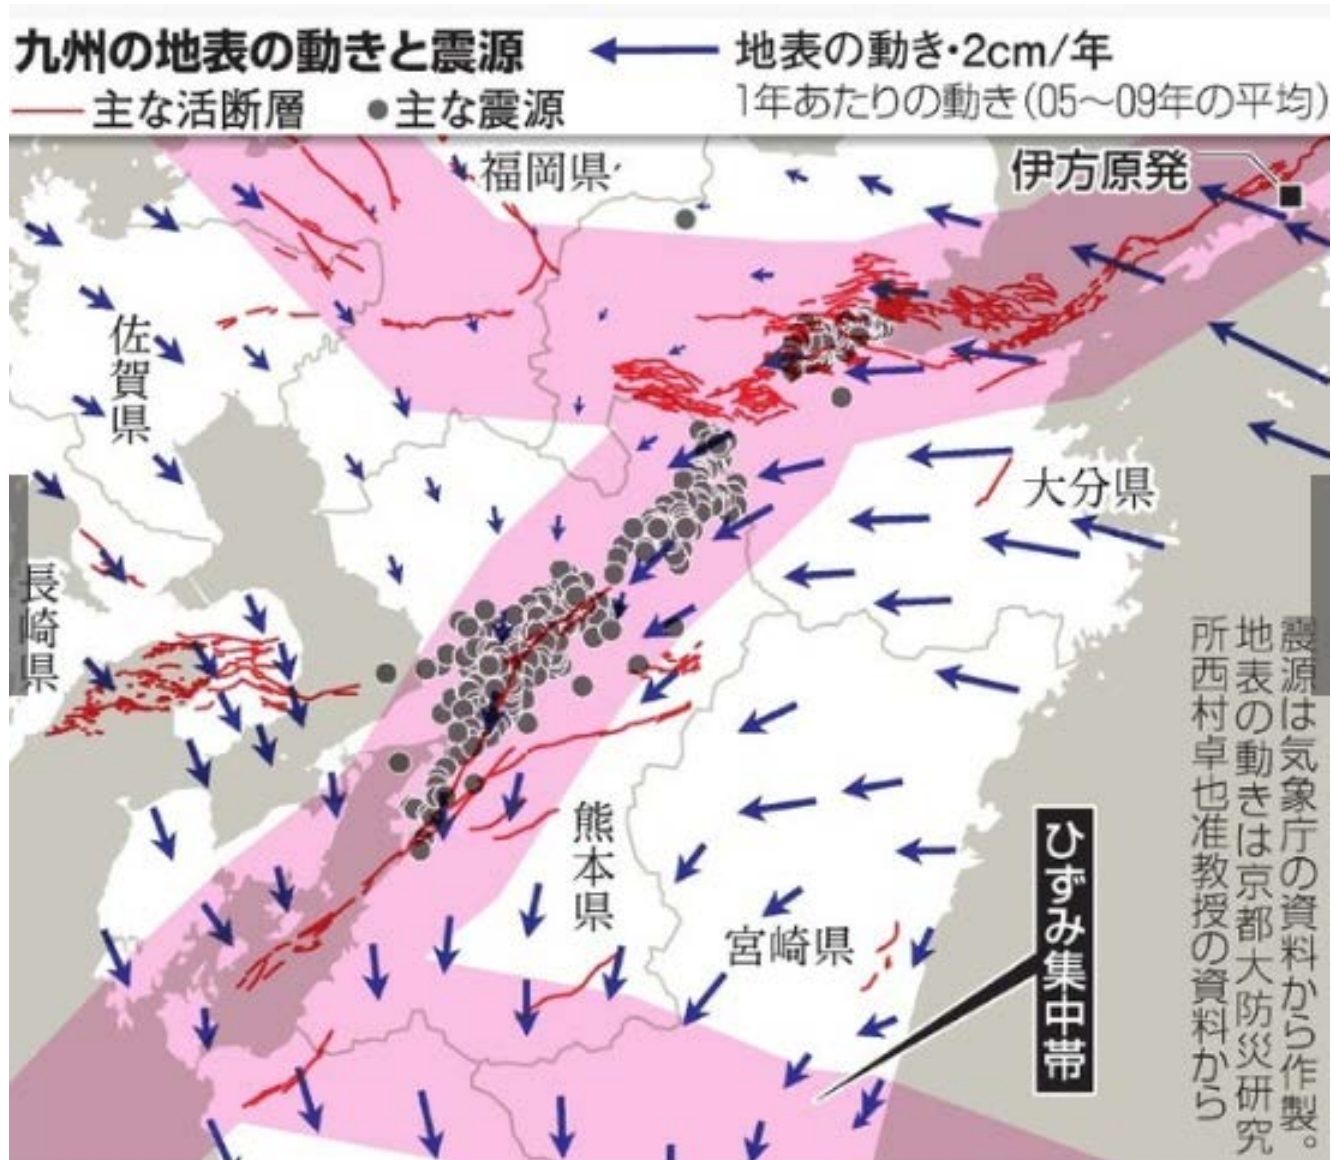 九州の地表の動きと震源
地表の動き・2cm/年
主な活断層
主な震源
1年あたりの動き(05〜09年の平均)
福岡県
伊方原発
佐賀県
大分県
長崎県
熊本県
宮崎県
ひずみ集中帯
震源は気象庁の資料から作製。
地表の動きは京都大防災研究
所西村卓也准教授の資料から